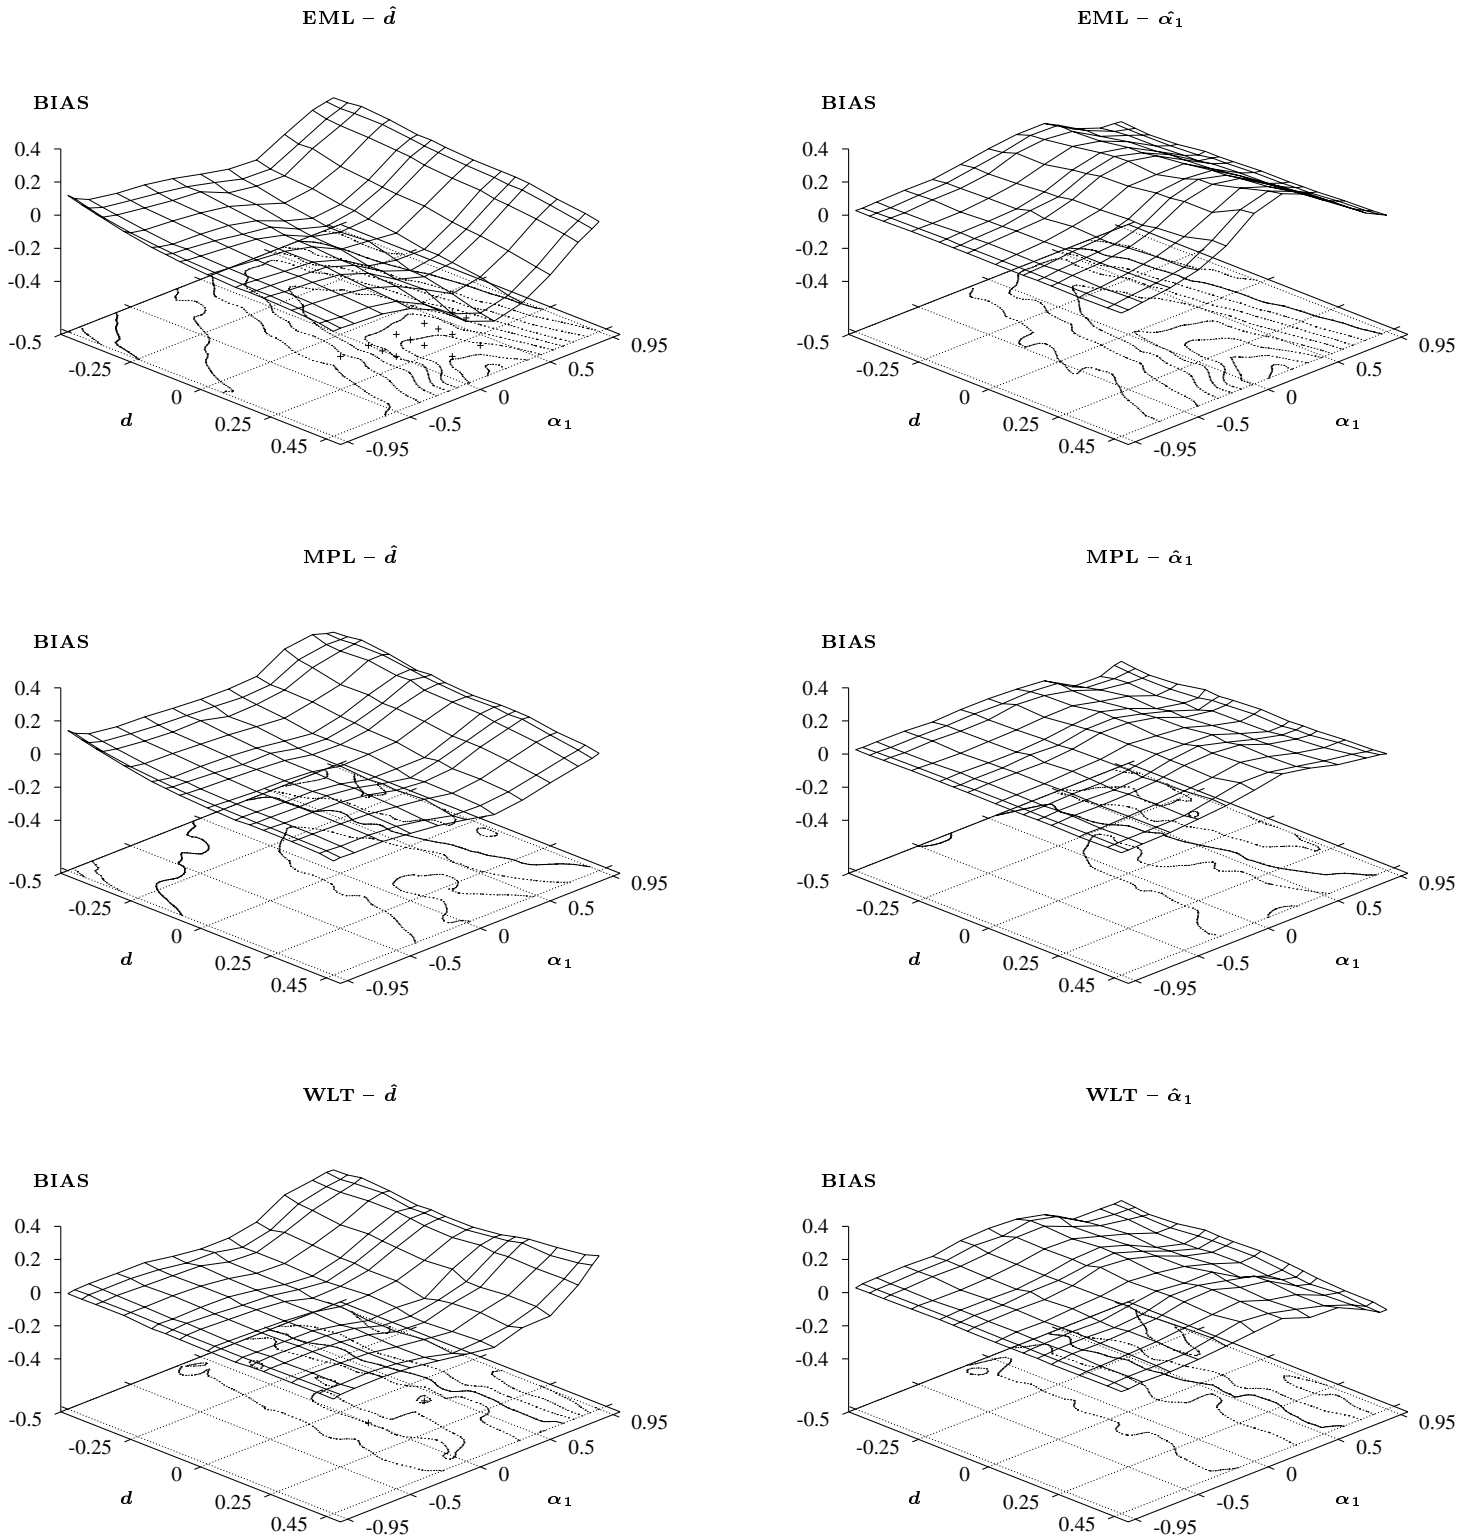 EML – d̂ EML – α̂₁
BIAS BIAS
0.4 0.4
0.2 0.2
0 0
-0.2 -0.2
-0.4 -0.4
-0.5 0.95 -0.5 0.95
-0.25 0.5 -0.25 0.5
0 0 0 0
d 0.25 -0.5 α₁ d 0.25 -0.5 α₁
0.45 -0.95 0.45 -0.95
MPL – d̂ MPL – α̂₁
BIAS BIAS
0.4 0.4
0.2 0.2
0 0
-0.2 -0.2
-0.4 -0.4
-0.5 0.95 -0.5 0.95
-0.25 0.5 -0.25 0.5
0 0 0 0
d 0.25 -0.5 α₁ d 0.25 -0.5 α₁
0.45 -0.95 0.45 -0.95
WLT – d̂ WLT – α̂₁
BIAS BIAS
0.4 0.4
0.2 0.2
0 0
-0.2 -0.2
-0.4 -0.4
-0.5 0.95 -0.5 0.95
-0.25 0.5 -0.25 0.5
0 0 0 0
d 0.25 -0.5 α₁ d 0.25 -0.5 α₁
0.45 -0.95 0.45 -0.95